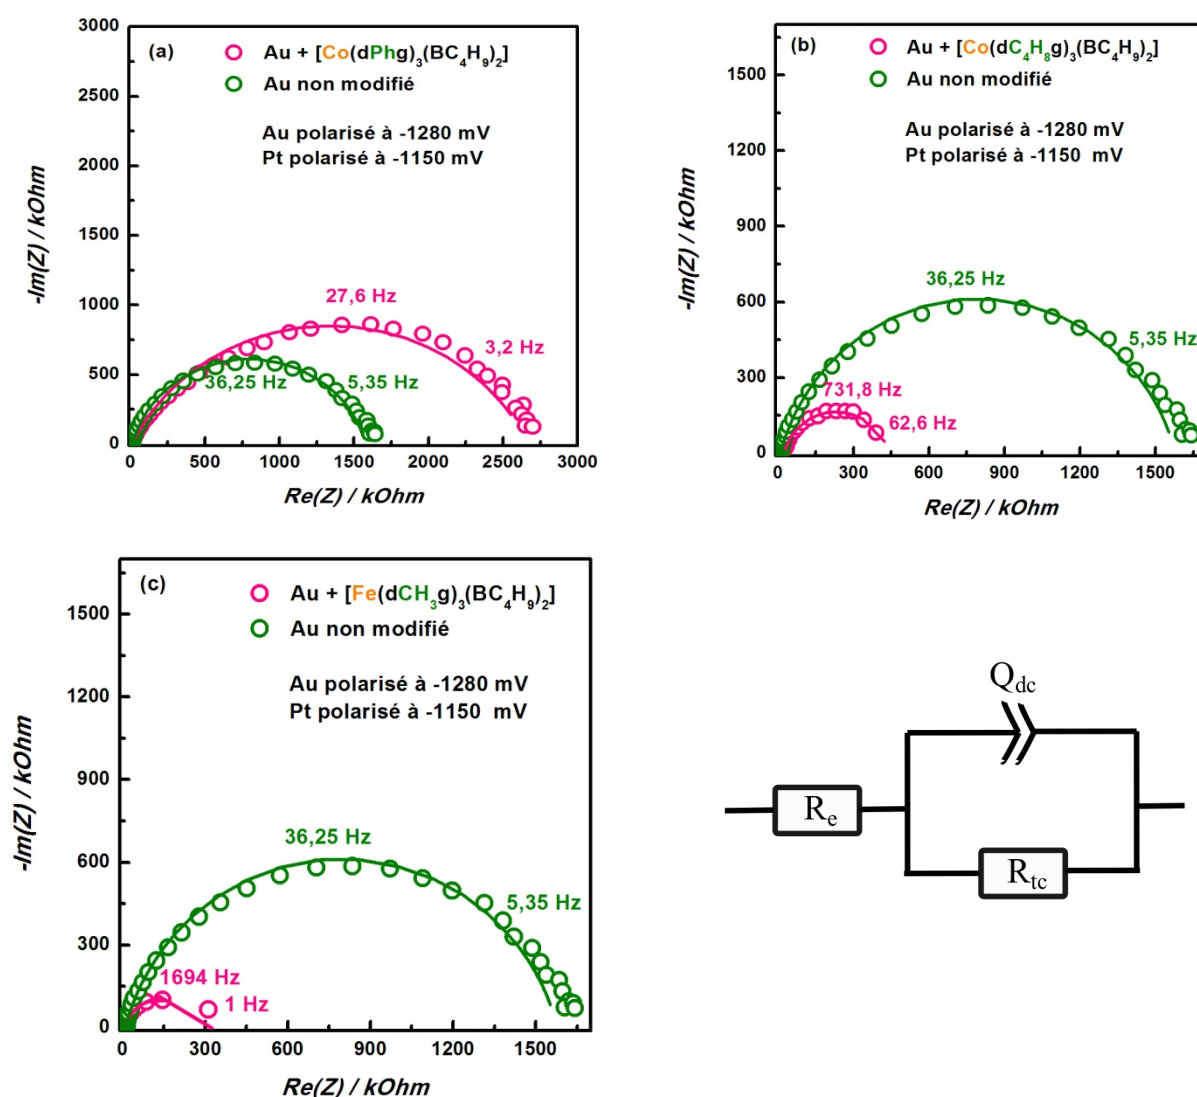 (a)
Au + [Co(dPhg)3(BC4H9)2]
Au non modifié
Au polarisé à -1280 mV
Pt polarisé à -1150 mV
27,6 Hz
3,2 Hz
36,25 Hz
5,35 Hz
-Im(Z) / kOhm
3000
2500
2000
1500
1000
500
0
0 500 1000 1500 2000 2500 3000
Re(Z) / kOhm
(b)
Au + [Co(dC4H8g)3(BC4H9)2]
Au non modifié
Au polarisé à -1280 mV
Pt polarisé à -1150 mV
36,25 Hz
5,35 Hz
731,8 Hz
62,6 Hz
-Im(Z) / kOhm
1500
1200
900
600
300
0
0 300 600 900 1200 1500
Re(Z) / kOhm
(c)
Au + [Fe(dCH3g)3(BC4H9)2]
Au non modifié
Au polarisé à -1280 mV
Pt polarisé à -1150 mV
36,25 Hz
5,35 Hz
1694 Hz
1 Hz
-Im(Z) / kOhm
1500
1200
900
600
300
0
0 300 600 900 1200 1500
Re(Z) / kOhm
Qdc
Re
Rtc